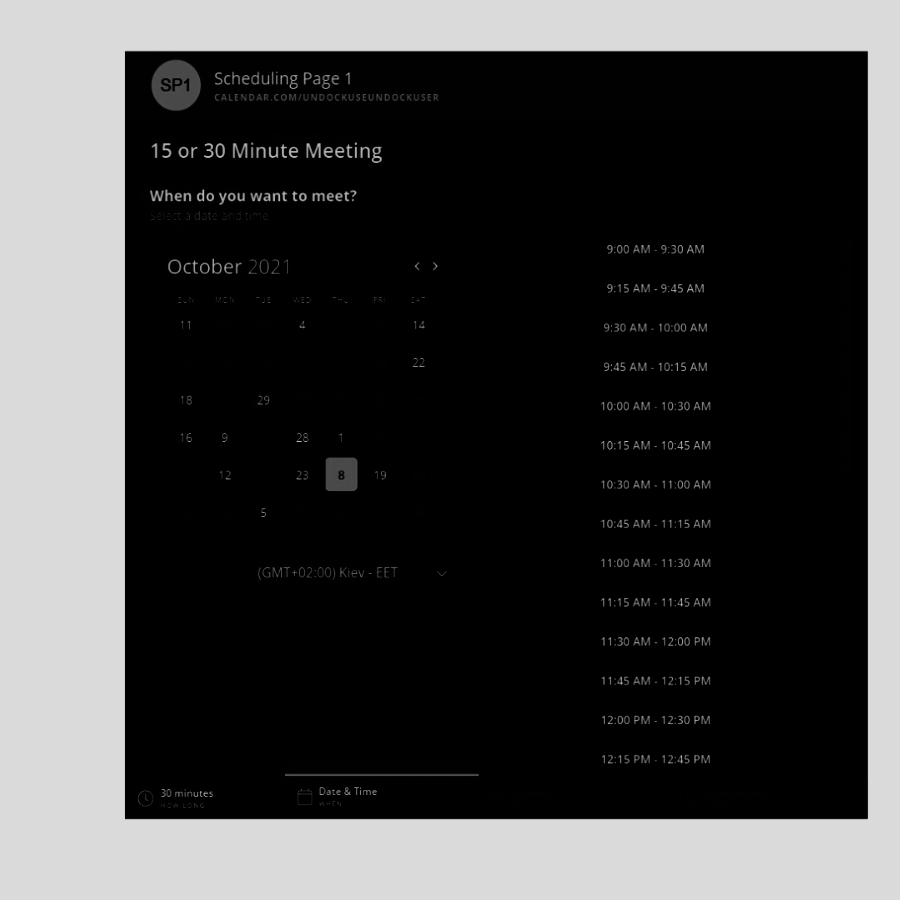 SP1
Scheduling Page 1
CALENDAR.COM/UNDOCKUSEUNDOCKUSER
15 or 30 Minute Meeting
When do you want to meet?
Select a date and time
October 2021
SUN MON TUE WED THU FRI SAT
11 4 14
22
18 29
16 9 28 1
12 23 8 19
5
(GMT+02:00) Kiev - EET
9:00 AM - 9:30 AM
9:15 AM - 9:45 AM
9:30 AM - 10:00 AM
9:45 AM - 10:15 AM
10:00 AM - 10:30 AM
10:15 AM - 10:45 AM
10:30 AM - 11:00 AM
10:45 AM - 11:15 AM
11:00 AM - 11:30 AM
11:15 AM - 11:45 AM
11:30 AM - 12:00 PM
11:45 AM - 12:15 PM
12:00 PM - 12:30 PM
12:15 PM - 12:45 PM
30 minutes
HOW LONG
Date & Time
WHEN